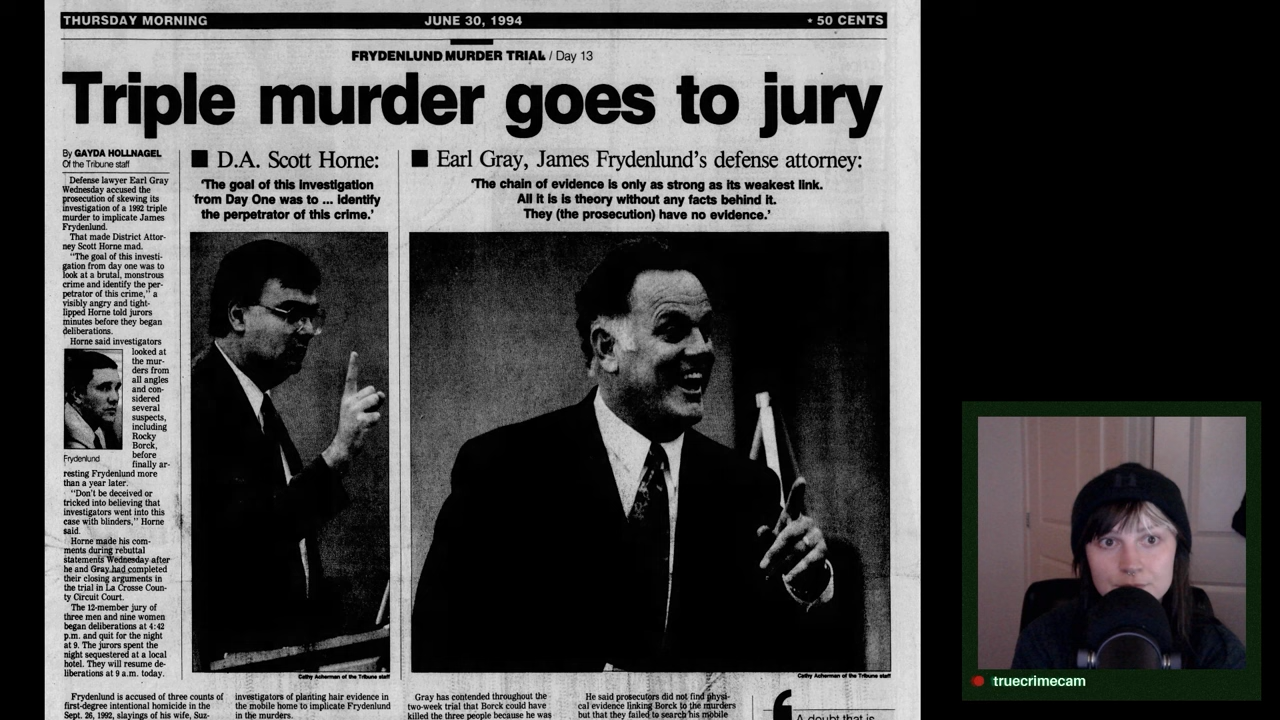 THURSDAY MORNING
JUNE 30, 1994
★ 50 CENTS
FRYDENLUND MURDER TRIAL / Day 13
Triple murder goes to jury
By GAYDA HOLLNAGEL
Of the Tribune staff
Defense lawyer Earl Gray
Wednesday accused the
prosecution of skewing its
investigation of a 1992 triple
murder to implicate James
Frydenlund.
That made District Attor-
ney Scott Horne mad.
"The goal of this investi-
gation from day one was to
look at a brutal, monstrous
crime and identify the per-
petrator of this crime," a
visibly angry and tight-
lipped Horne told jurors
minutes before they began
deliberations.
Horne said investigators
looked at
the mur-
ders from
all angles
and con-
sidered
several
suspects,
including
Rocky
Borck,
before
finally ar-
Frydenlund
resting Frydenlund more
than a year later.
"Don't be deceived or
tricked into believing that
investigators went into this
case with blinders," Horne
said.
Horne made his com-
ments during rebuttal
statements Wednesday after
he and Gray had completed
their closing arguments in
the trial in La Crosse Coun-
ty Circuit Court.
The 12-member jury of
three men and nine women
began deliberations at 4:42
p.m. and quit for the night
at 9. The jurors spent the
night sequestered at a local
hotel. They will resume de-
liberations at 9 a.m. today.
■ D.A. Scott Horne:
'The goal of this investigation
from Day One was to ... identify
the perpetrator of this crime.'
Cathy Acherman of the Tribune staff
■ Earl Gray, James Frydenlund's defense attorney:
'The chain of evidence is only as strong as its weakest link.
All it is is theory without any facts behind it.
They (the prosecution) have no evidence.'
Cathy Acherman of the Tribune staff
Frydenlund is accused of three counts of
first-degree intentional homicide in the
Sept. 26, 1992, slayings of his wife, Suz-
investigators of planting hair evidence in
the mobile home to implicate Frydenlund
in the murders.
Gray has contended throughout the
two-week trial that Borck could have
killed the three people because he was
He said prosecutors did not find physi-
cal evidence linking Borck to the murders
but that they failed to search his mobile
A doubt that is
truecrimecam